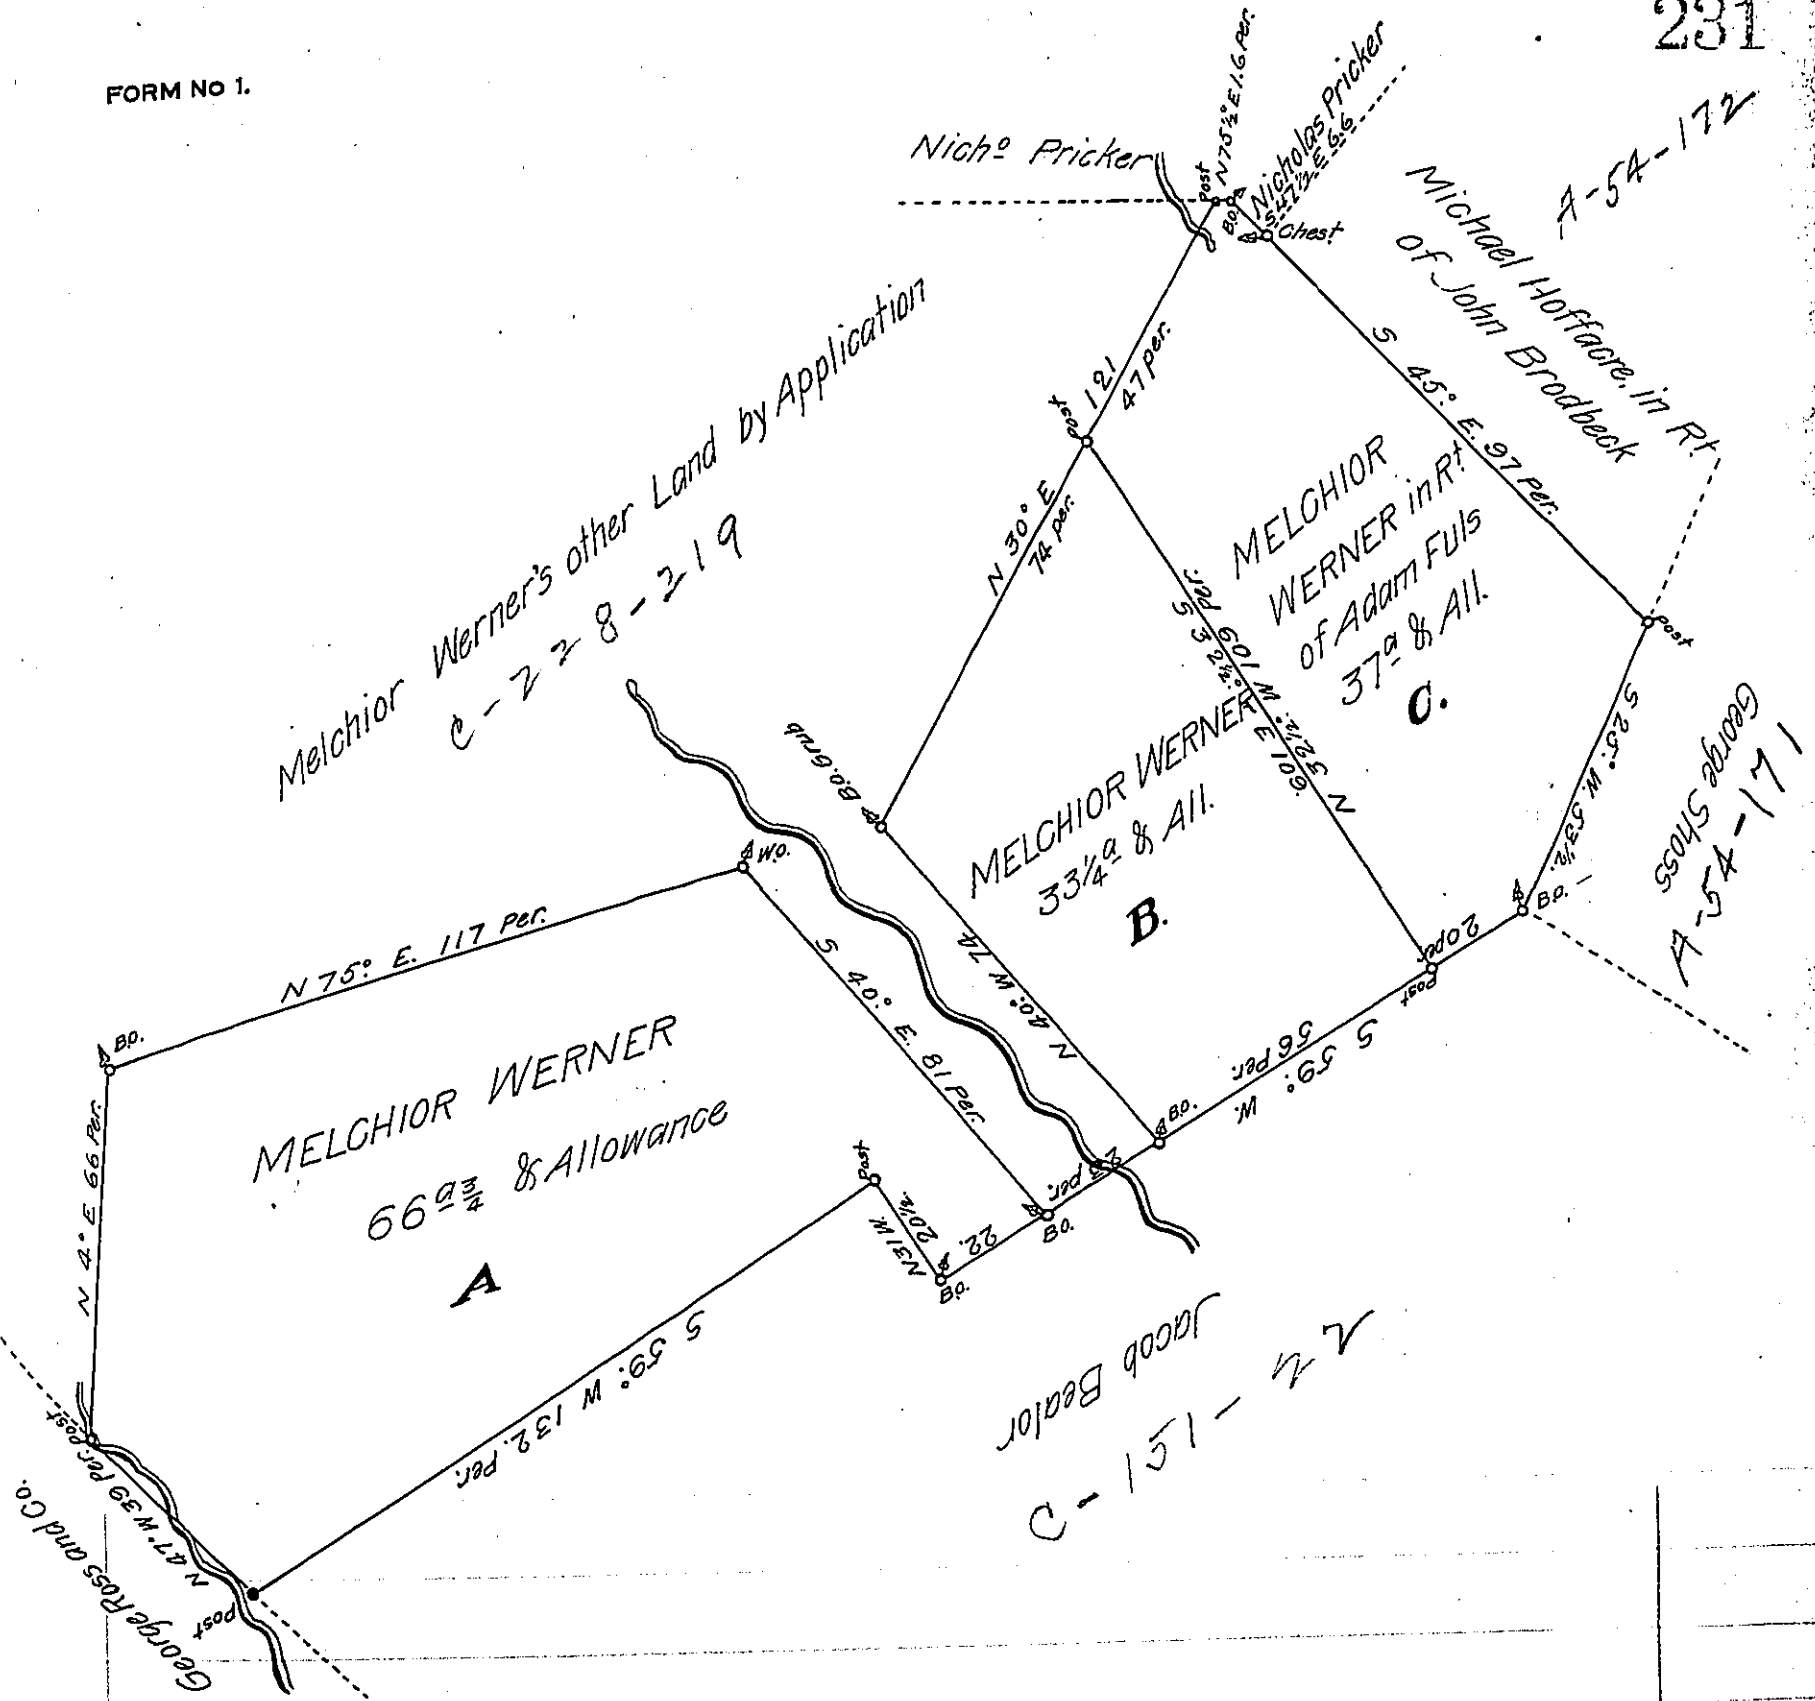 231
FORM No 1.
Nich⁰ Pricker
Post
N 75½° E 1.6 Per.
B.O.
Nicholas Pricker
S 47½ E 6.6
Chest
A-54-172
Michael Hoffacre, in Rt
of John Brodbeck
Melchior Werner's other Land by Application
C-228-219
121
47 per.
Post
S 45° E. 97 Per.
N 30° E
74 per.
MELCHIOR
WERNER in Rt
of Adam Fuls
37a & All.
C.
Post
S 25° W. 53½.
George Shoss
A-54-171
N 32½° W 109 Per.
S 32½° E 109
B.O. Grub
MELCHIOR WERNER
33¼a & All.
B.
W.O.
N 40° W 74
B.O.
20 per
Post
N 75° E. 117 Per.
S 40° E. 81 Per.
S 59° W.
56 Per.
B.O.
B.O.
MELCHIOR WERNER
66a ¾ & Allowance
A
N 4° E 66 Per.
Post
N 31 W.
20½.
23 per.
B.O.
22.
B.O.
S 59° W 132. Per.
Jacob Bealor
C-151-22
Post
N 47° W 39 Per.
George Ross and Co.
Post